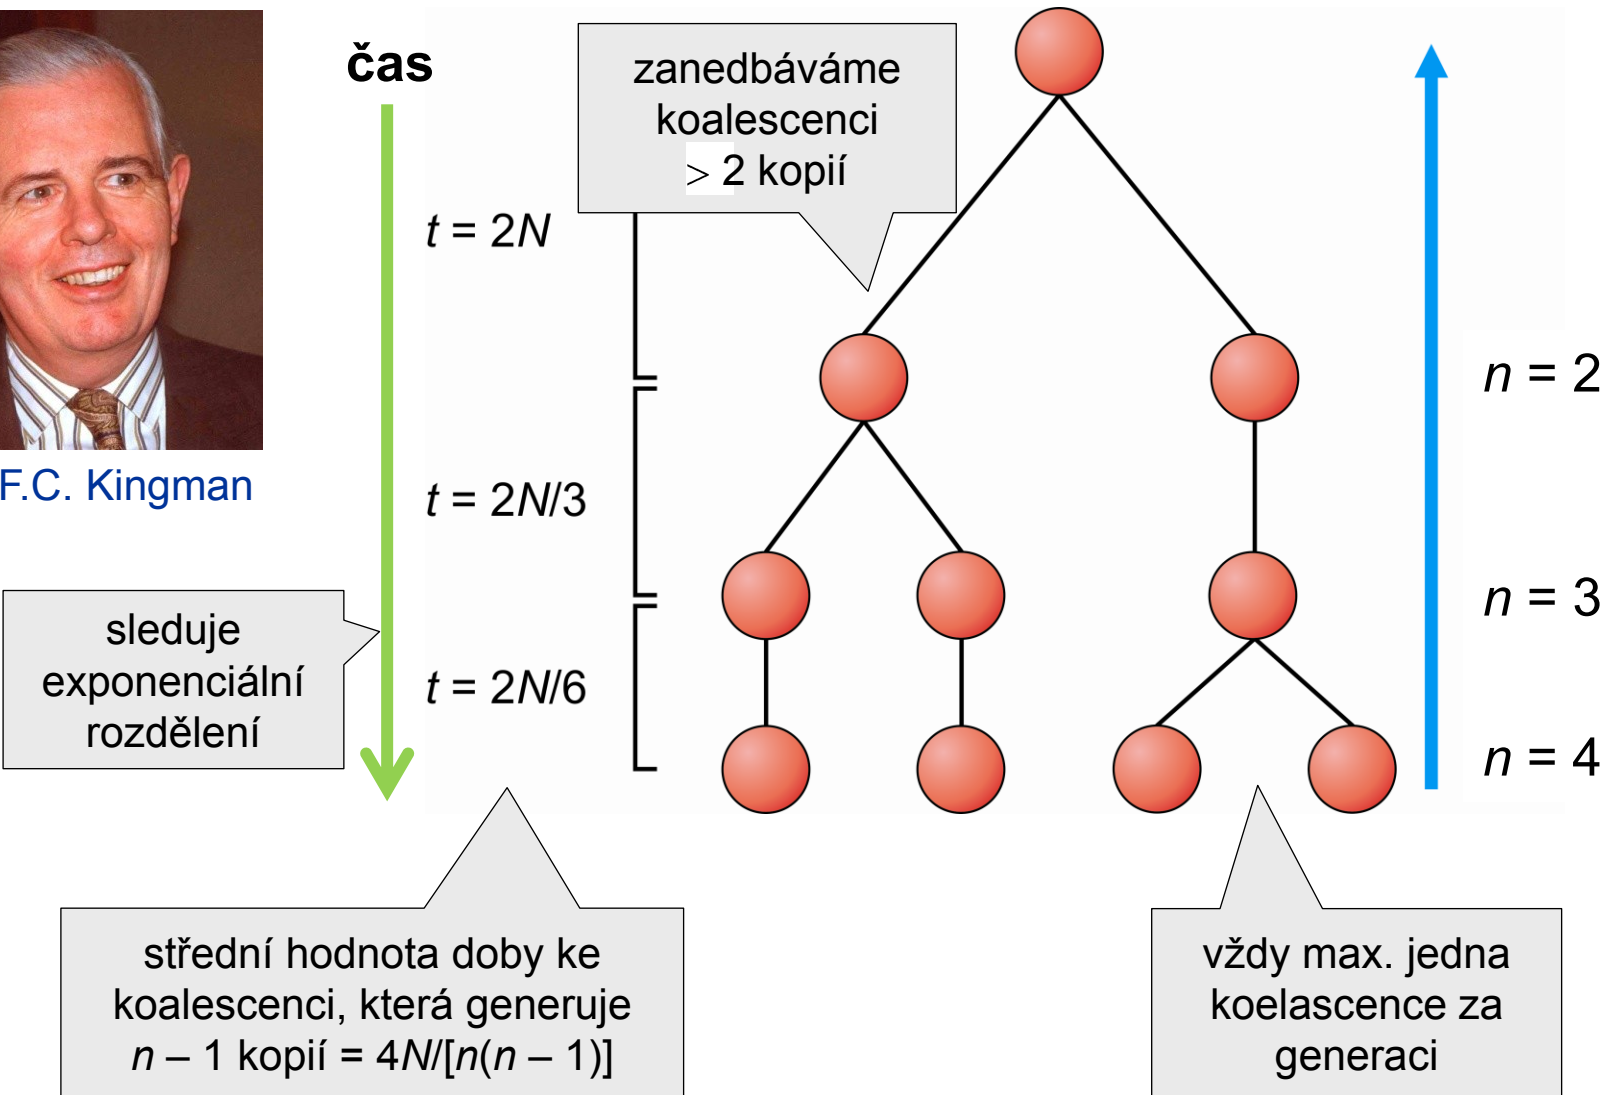 čas
zanedbáváme
koalescenci
> 2 kopií
t = 2N
n = 2
F.C. Kingman
t = 2N/3
n = 3
sleduje
exponenciální
rozdělení
t = 2N/6
n = 4
střední hodnota doby ke
koalescenci, která generuje
n – 1 kopií = 4N/[n(n – 1)]
vždy max. jedna
koelascence za
generaci